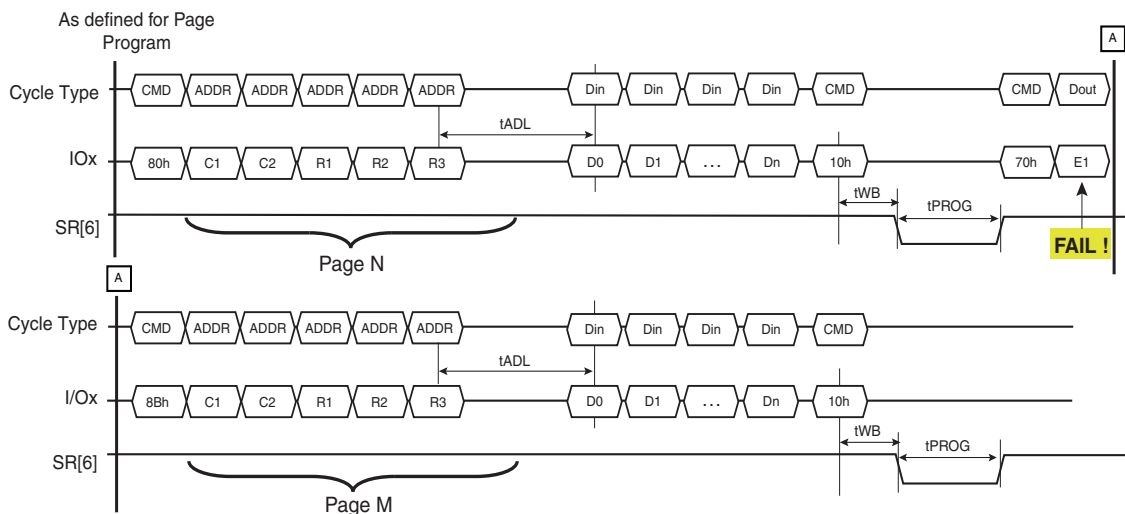 As defined for Page
Program
A
Cycle Type CMD ADDR ADDR ADDR ADDR ADDR Din Din Din Din CMD CMD Dout
tADL
IOx 80h C1 C2 R1 R2 R3 D0 D1 ... Dn 10h 70h E1
tWB tPROG
SR[6]
FAIL !
Page N
A
Cycle Type CMD ADDR ADDR ADDR ADDR ADDR Din Din Din Din CMD
tADL
I/Ox 8Bh C1 C2 R1 R2 R3 D0 D1 ... Dn 10h
tWB tPROG
SR[6]
Page M